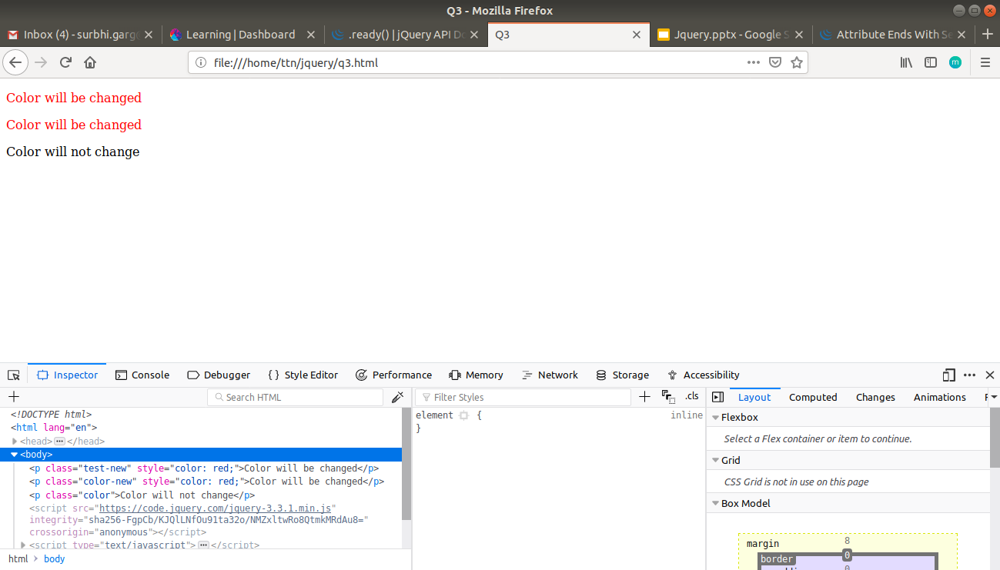 Q3 - Mozilla Firefox
Inbox (4) - surbhi.garg
Learning | Dashboard
.ready() | jQuery API Do
Q3
Jquery.pptx - Google S
Attribute Ends With Se
file:///home/ttn/jquery/q3.html
m
Color will be changed
Color will be changed
Color will not change
Inspector Console Debugger {} Style Editor Performance Memory Network Storage Accessibility
Search HTML
Filter Styles
.cls
Layout Computed Changes Animations
<!DOCTYPE html>
<html lang="en">
<head>•••</head>
<body>
<p class="test-new" style="color: red;">Color will be changed</p>
<p class="color-new" style="color: red;">Color will be changed</p>
<p class="color">Color will not change</p>
<script src="https://code.jquery.com/jquery-3.3.1.min.js"
integrity="sha256-FgpCb/KJQlLNfOu91ta32o/NMZxltwRo8QtmkMRdAu8="
crossorigin="anonymous"></script>
<script type="text/javascript">•••</script>
html > body
element {
inline
}
Flexbox
Select a Flex container or item to continue.
Grid
CSS Grid is not in use on this page
Box Model
margin
8
border
0